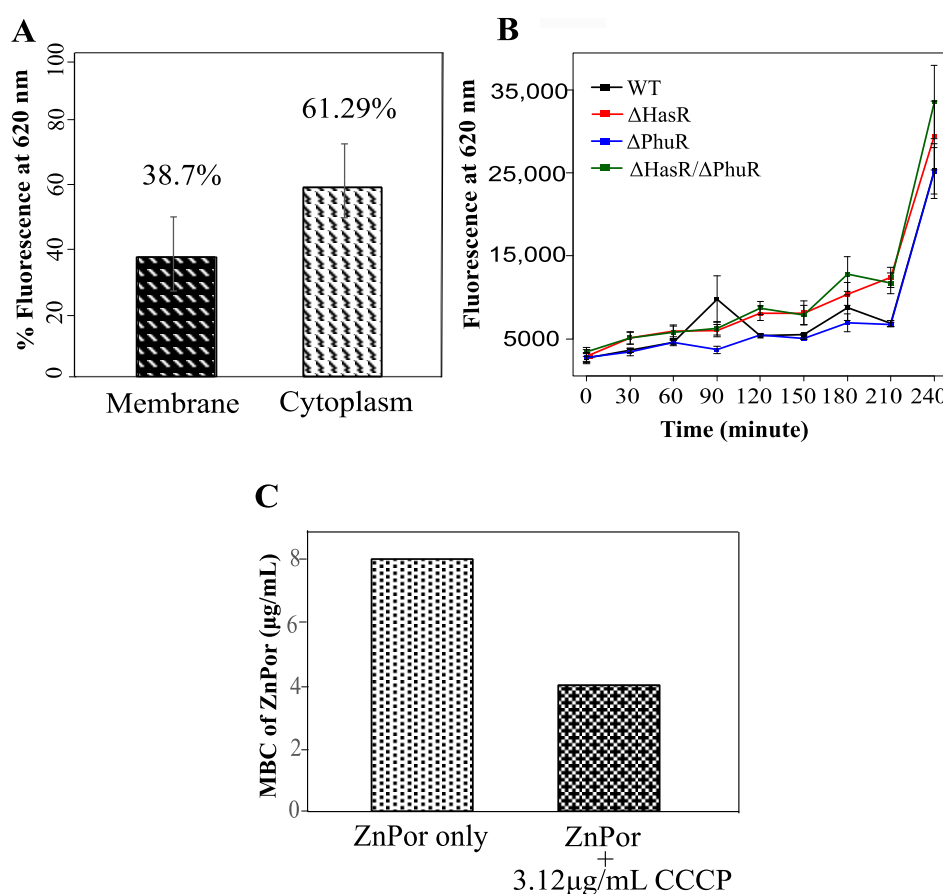 A
% Fluorescence at 620 nm
100
80
60
40
20
0
38.7%
61.29%
Membrane
Cytoplasm
B
Fluorescence at 620 nm
35,000
25,000
15,000
5000
WT
ΔHasR
ΔPhuR
ΔHasR/ΔPhuR
0 30 60 90 120 150 180 210 240
Time (minute)
C
MBC of ZnPor (µg/mL)
8
6
4
2
0
ZnPor only
ZnPor
+
3.12µg/mL CCCP